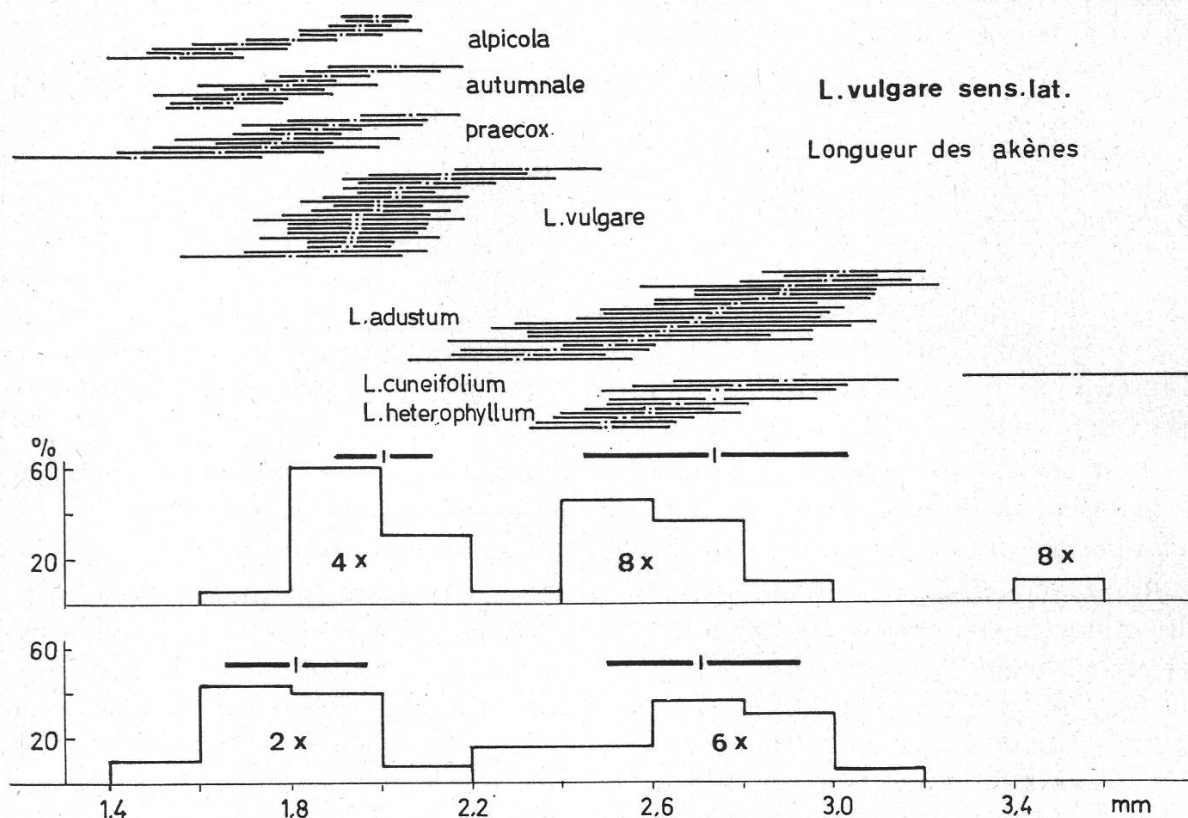 alpicola
autumnale
praecox
L.vulgare sens.lat.
Longueur des akènes
L.vulgare
L.adustum
L.cuneifolium
L.heterophyllum
%
60
20
4 x
8 x
8 x
60
20
2 x
6 x
1.4 1.8 2.2 2.6 3.0 3,4 mm